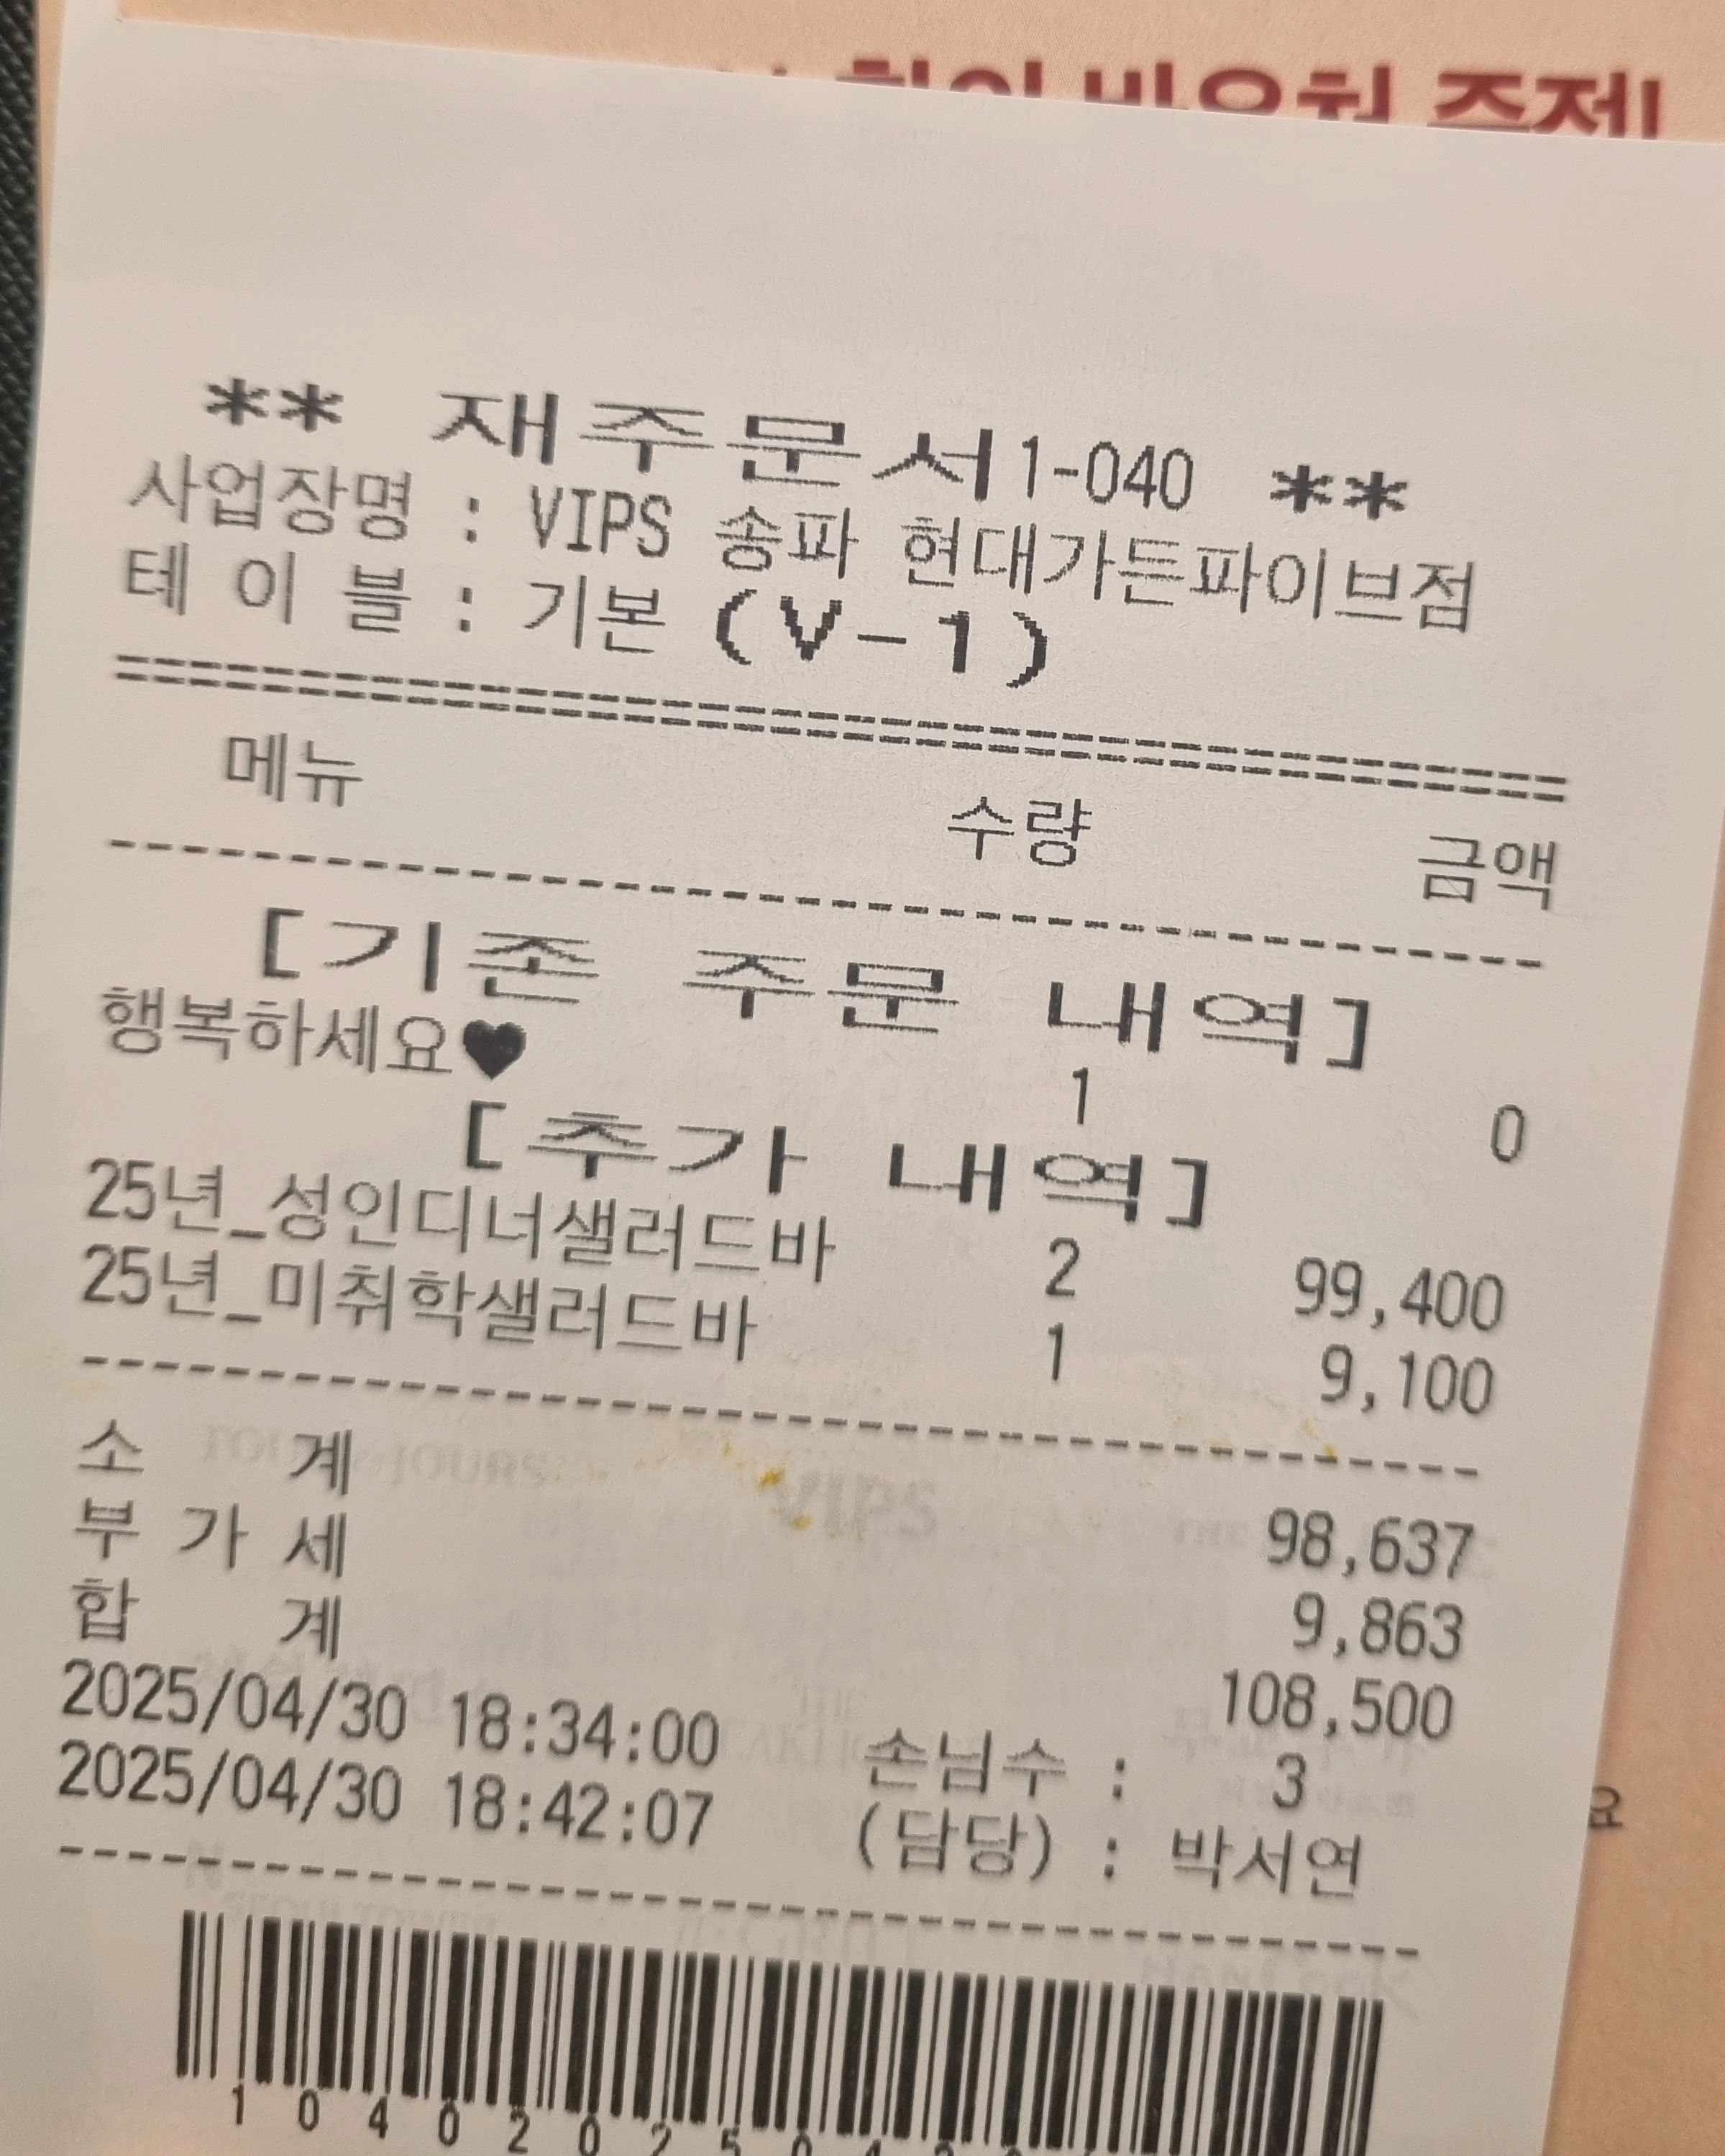 ** 재주문서1-040 **
사업장명 : VIPS 송파 현대가든파이브점
테 이 블 : 기본 (V-1)
메뉴 수량 금액
[기존 주문 내역]
행복하세요♥ 1 0
[추가 내역]
25년_성인디너샐러드바 2 99,400
25년_미취학샐러드바 1 9,100
소 계 98,637
부 가 세 9,863
합 계 108,500
2025/04/30 18:34:00 손님수 : 3
2025/04/30 18:42:07 (담당) : 박서연
VIPS
요